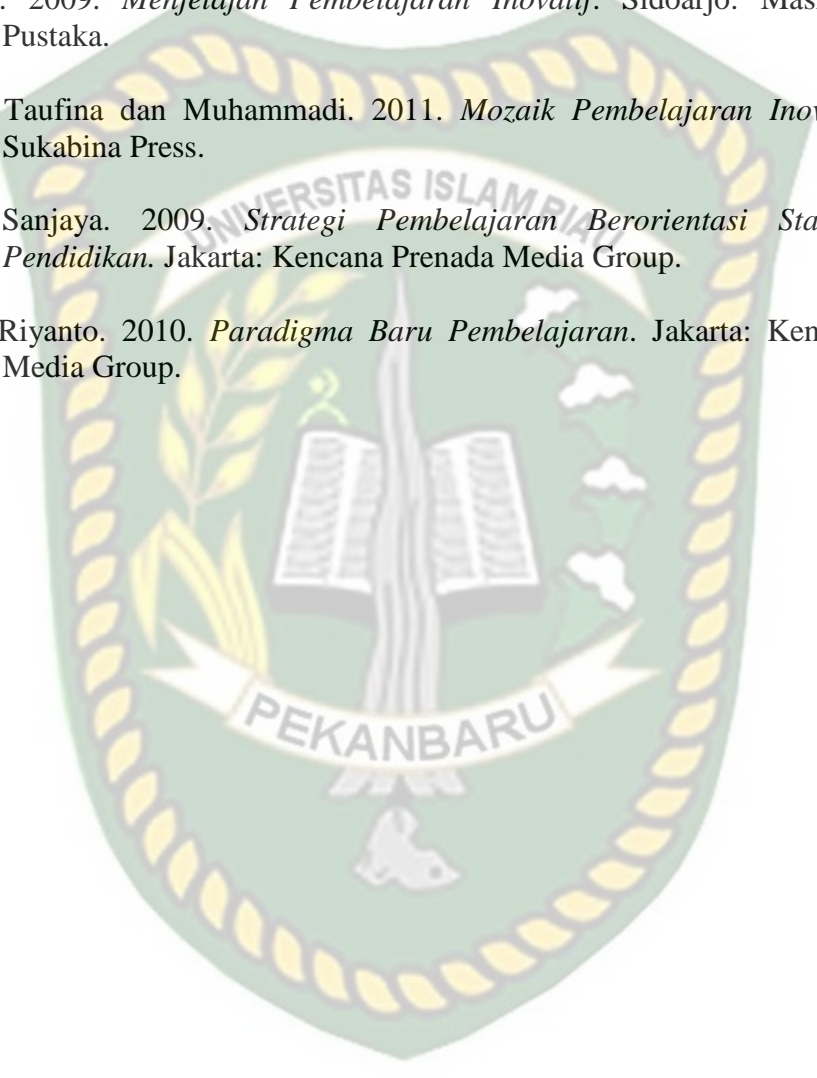 . 2009. Menjelajah Pembelajaran Inovatif. Sidoarjo: Mas
Pustaka.
Taufina dan Muhammadi. 2011. Mozaik Pembelajaran Inov
Sukabina Press.
UNIVERSITAS ISLAM RIAU
Sanjaya. 2009. Strategi Pembelajaran Berorientasi Sta
Pendidikan. Jakarta: Kencana Prenada Media Group.
Riyanto. 2010. Paradigma Baru Pembelajaran. Jakarta: Ken
Media Group.
PEKANBARU